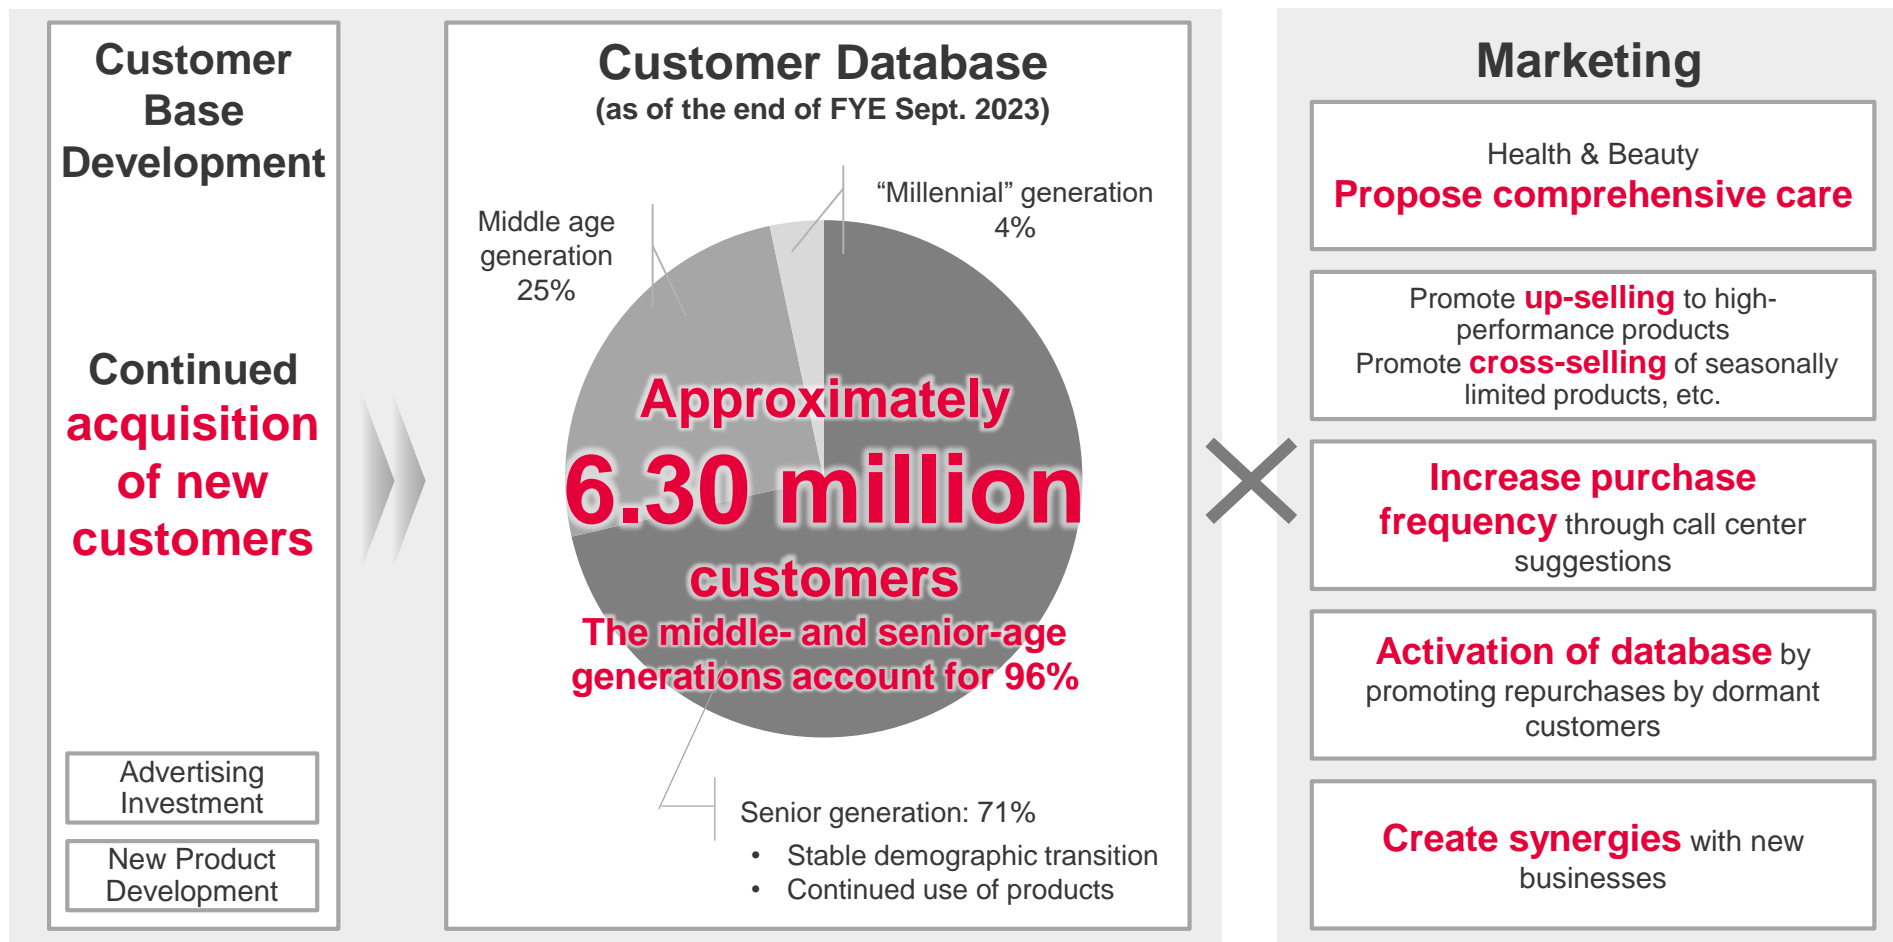 Customer
Base
Development
Continued
acquisition
of new
customers
Advertising
Investment
New Product
Development
Customer Database
(as of the end of FYE Sept. 2023)
“Millennial” generation
4%
Middle age
generation
25%
Approximately
6.30 million
customers
The middle- and senior-age
generations account for 96%
Senior generation: 71%
• Stable demographic transition
• Continued use of products
Marketing
Health & Beauty
Propose comprehensive care
Promote up-selling to high-
performance products
Promote cross-selling of seasonally
limited products, etc.
Increase purchase
frequency through call center
suggestions
Activation of database by
promoting repurchases by dormant
customers
Create synergies with new
businesses